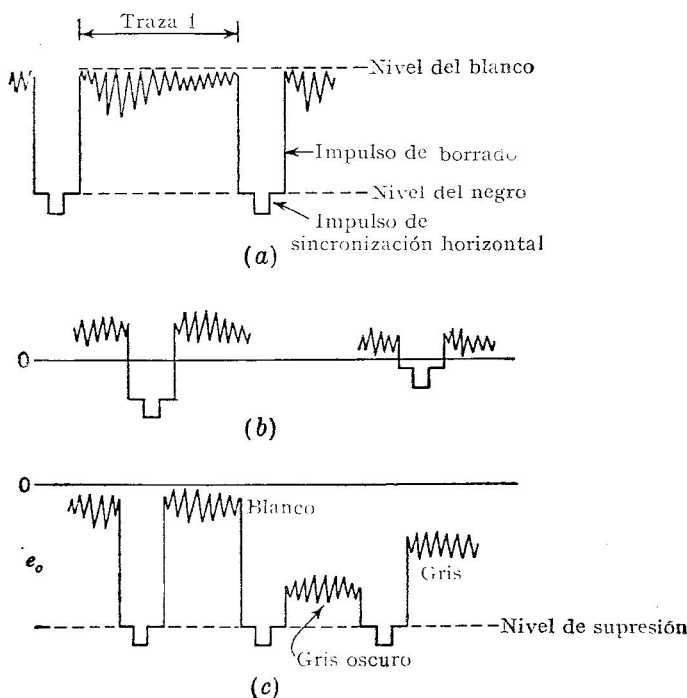 Traza 1
Nivel del blanco
Impulso de borrado
Nivel del negro
Impulso de
sincronización horizontal
(a)
0
(b)
0
Blanco
e_o
Gris
Nivel de supresión
Gris oscuro
(c)